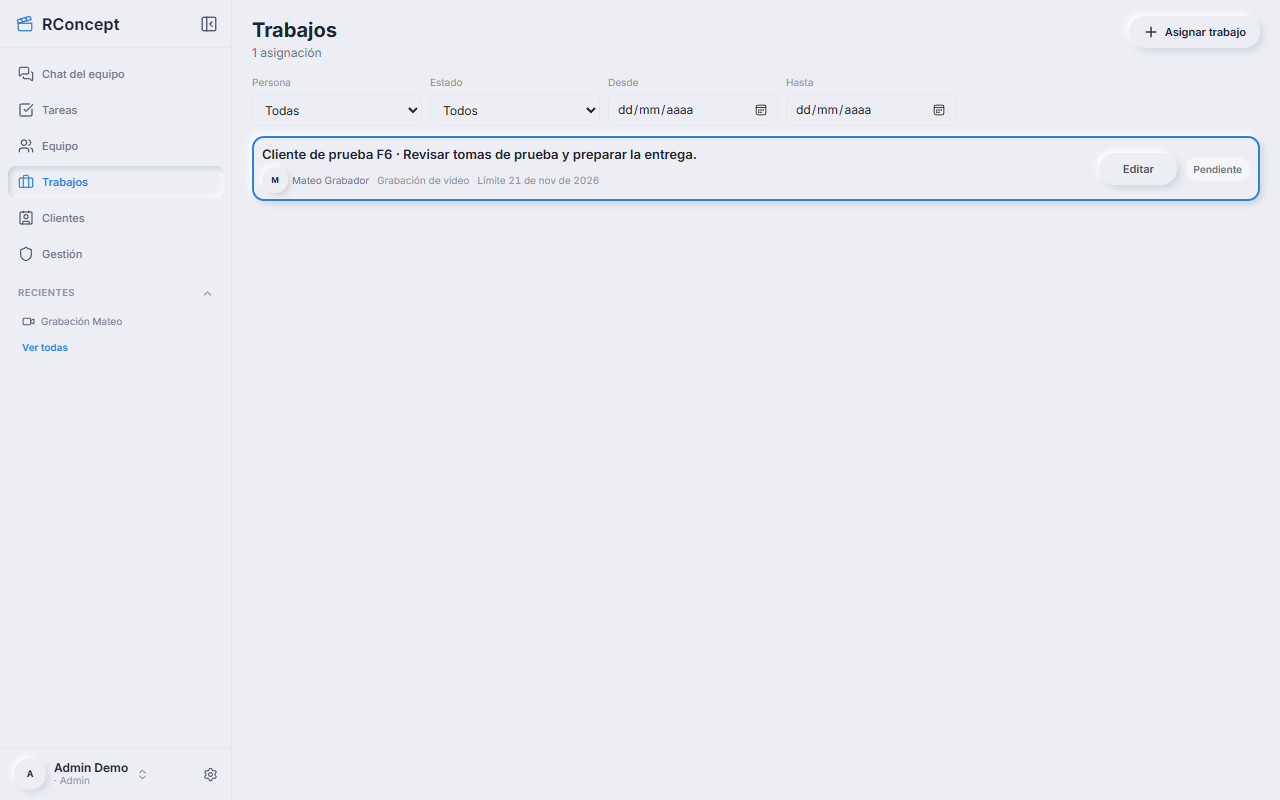 RConcept
Chat del equipo
Tareas
Equipo
Trabajos
Clientes
Gestión
RECIENTES
Grabación Mateo
Ver todas
A
Admin Demo
· Admin
Trabajos
1 asignación
Asignar trabajo
Persona
Estado
Desde
Hasta
Todas
Todos
dd/mm/aaaa
dd/mm/aaaa
Cliente de prueba F6 · Revisar tomas de prueba y preparar la entrega.
M Mateo Grabador Grabación de video Límite 21 de nov de 2026
Editar
Pendiente